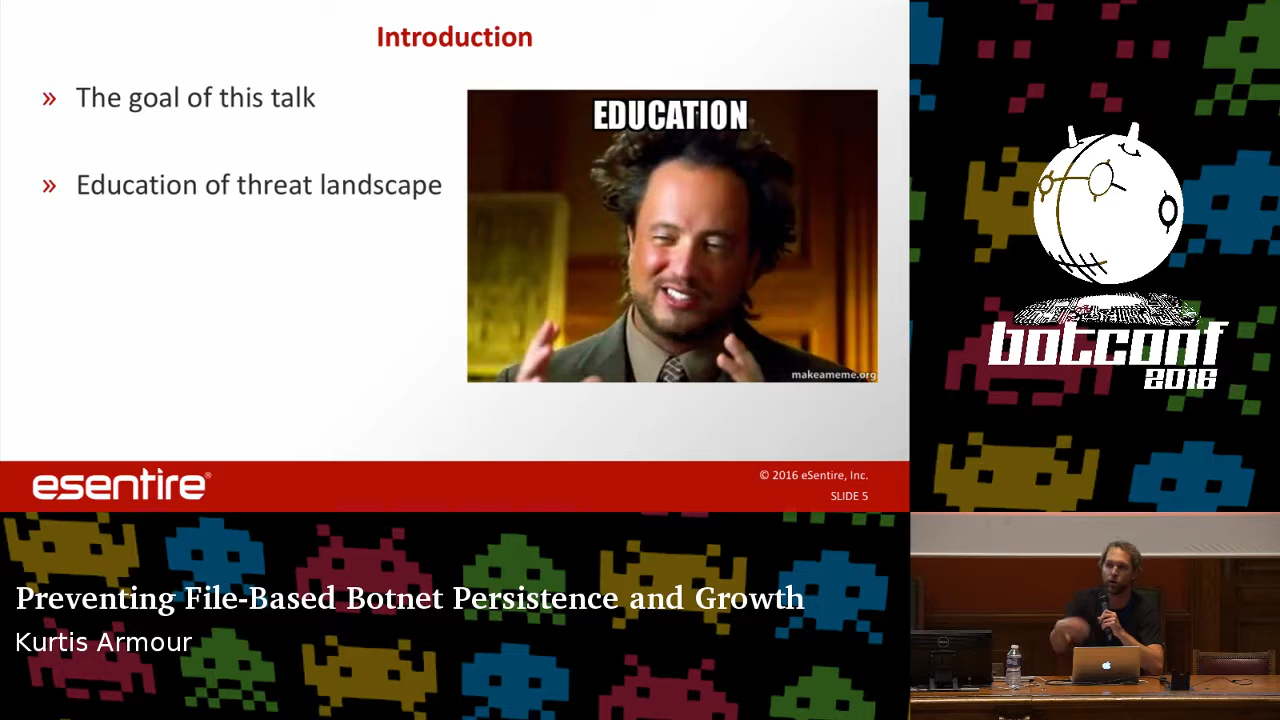 Introduction
» The goal of this talk
» Education of threat landscape
EDUCATION
makeameme.org
esentire®
© 2016 eSentire, Inc.
SLIDE 5
botconf
2016
Preventing File-Based Botnet Persistence and Growth
Kurtis Armour